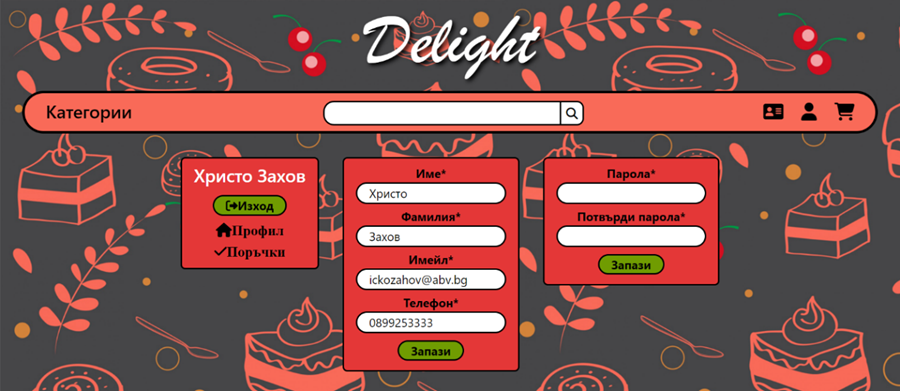 Delight
Категории
Христо Захов
Изход
Профил
Поръчки
Име*
Христо
Фамилия*
Захов
Имейл*
ickozahov@abv.bg
Телефон*
0899253333
Запази
Парола*
Потвърди парола*
Запази